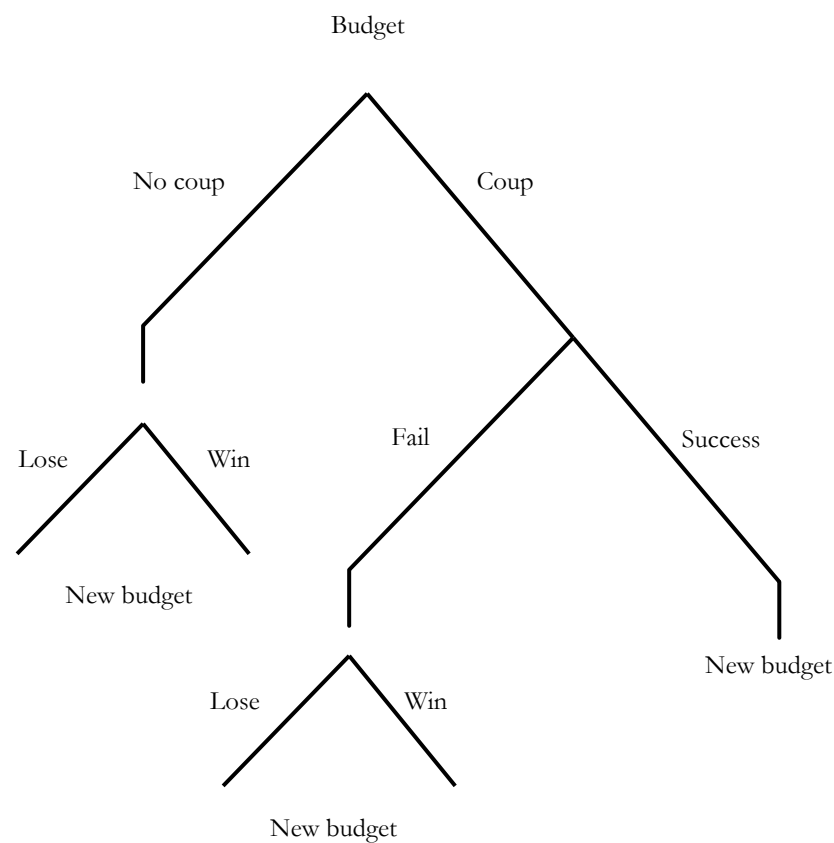 Budget
No coup
Coup
Fail
Success
Lose
Win
New budget
New budget
Lose
Win
New budget